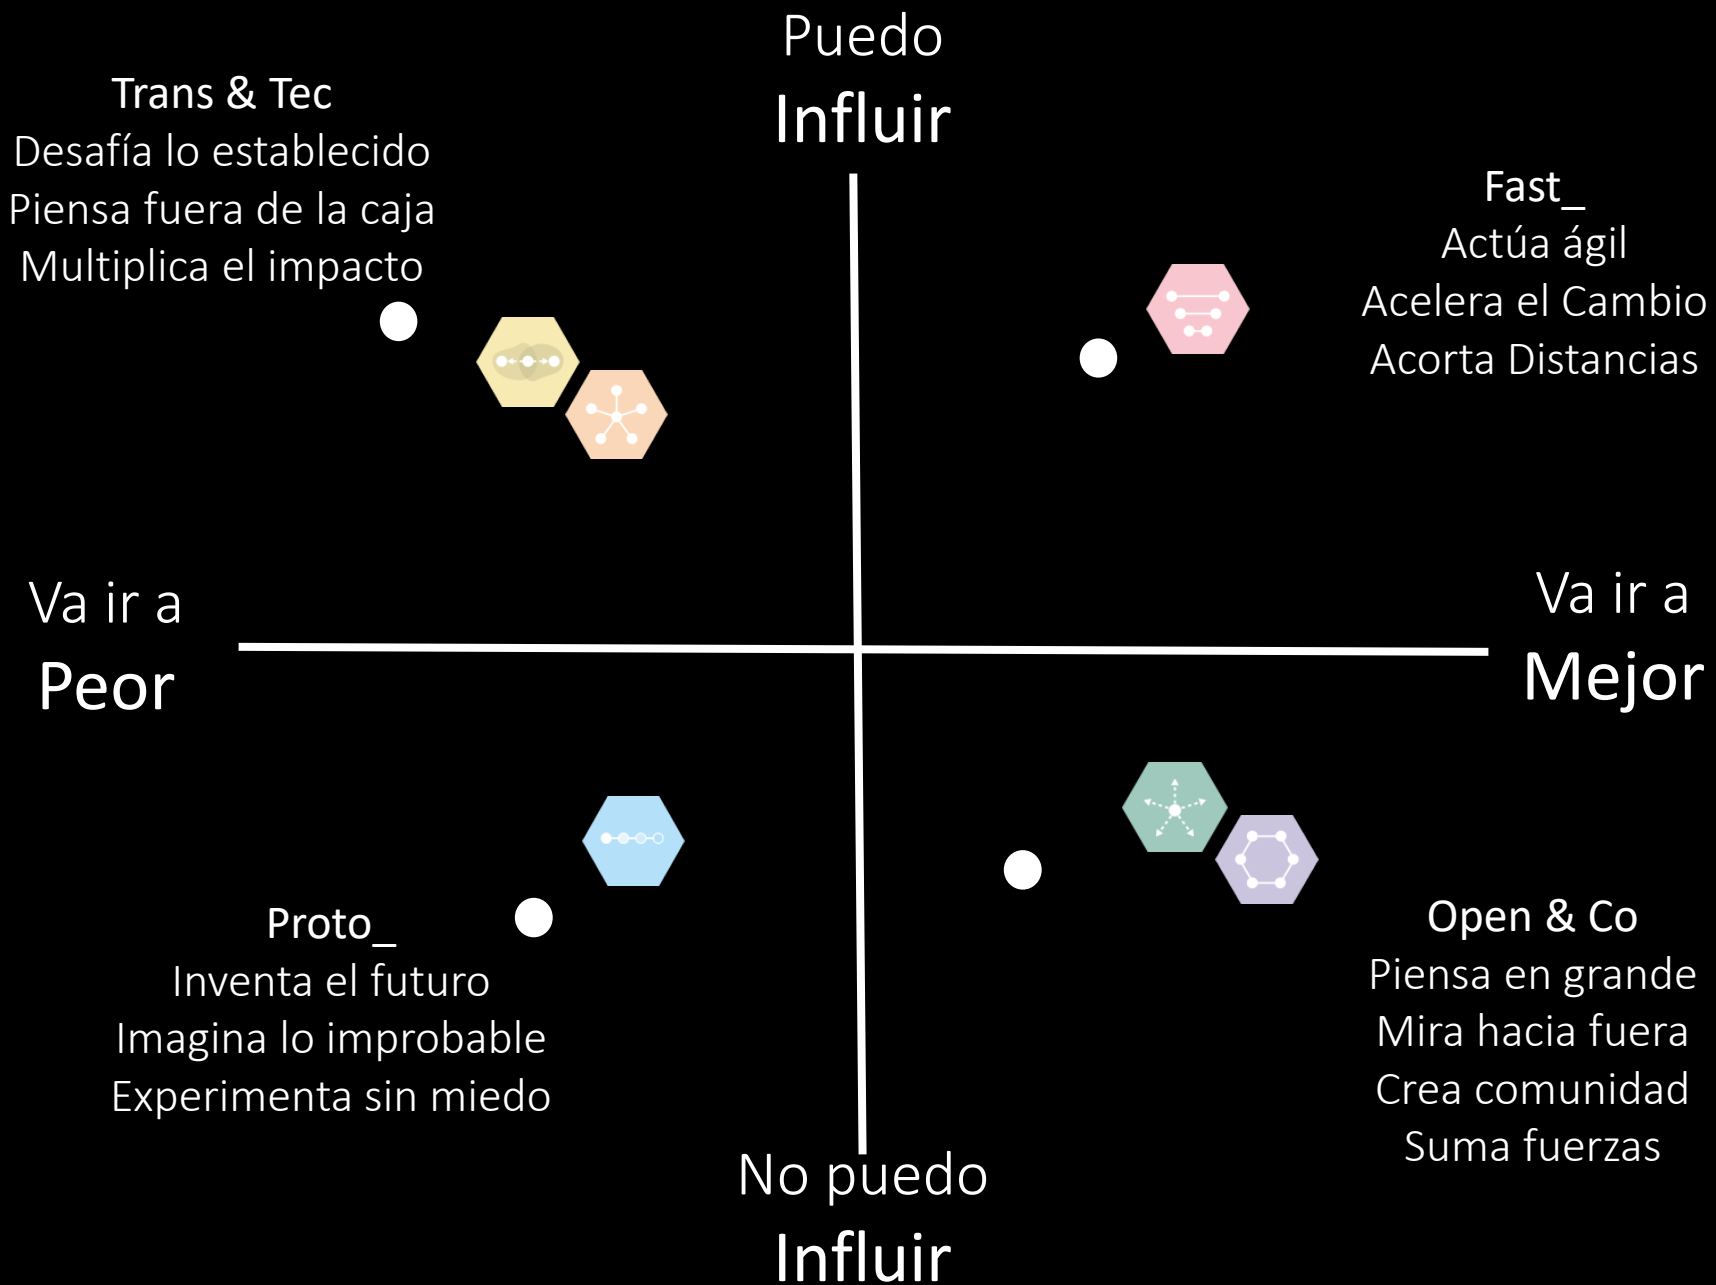 Puedo
Influir
Trans & Tec
Desafía lo establecido
Piensa fuera de la caja
Multiplica el impacto
Fast_
Actúa ágil
Acelera el Cambio
Acorta Distancias
Va ir a
Peor
Va ir a
Mejor
Proto_
Inventa el futuro
Imagina lo improbable
Experimenta sin miedo
Open & Co
Piensa en grande
Mira hacia fuera
Crea comunidad
Suma fuerzas
No puedo
Influir